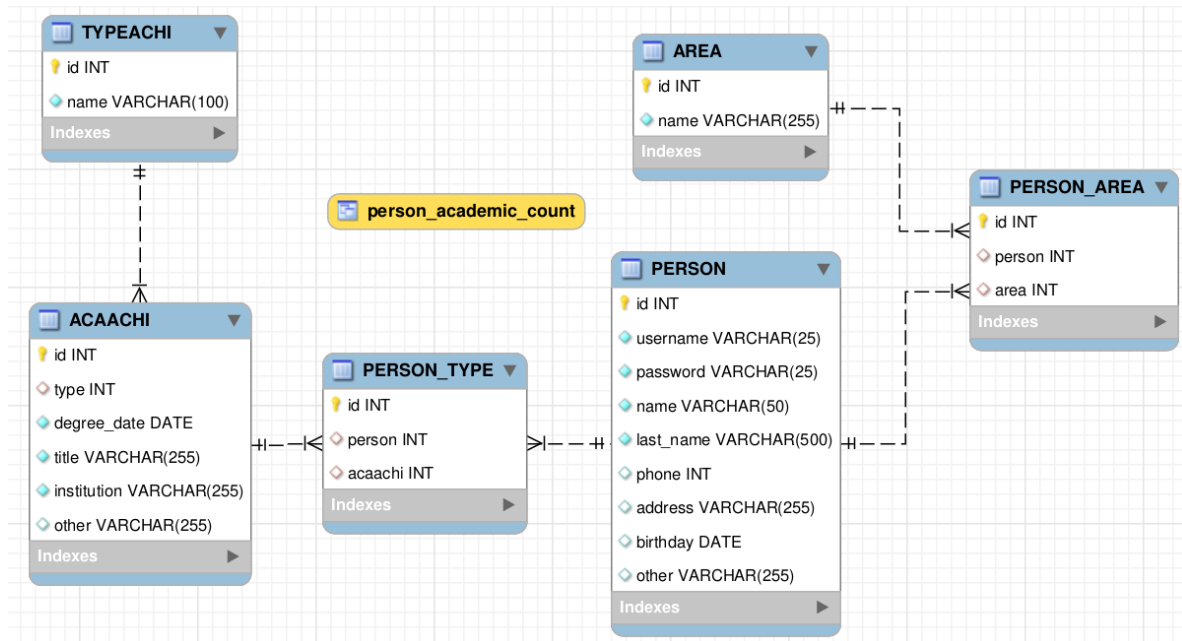 TYPEACHI
id INT
name VARCHAR(100)
Indexes
AREA
id INT
name VARCHAR(255)
Indexes
person_academic_count
PERSON_AREA
id INT
person INT
area INT
Indexes
ACAACHI
id INT
type INT
degree_date DATE
title VARCHAR(255)
institution VARCHAR(255)
other VARCHAR(255)
Indexes
PERSON_TYPE
id INT
person INT
acaachi INT
Indexes
PERSON
id INT
username VARCHAR(25)
password VARCHAR(25)
name VARCHAR(50)
last_name VARCHAR(500)
phone INT
address VARCHAR(255)
birthday DATE
other VARCHAR(255)
Indexes